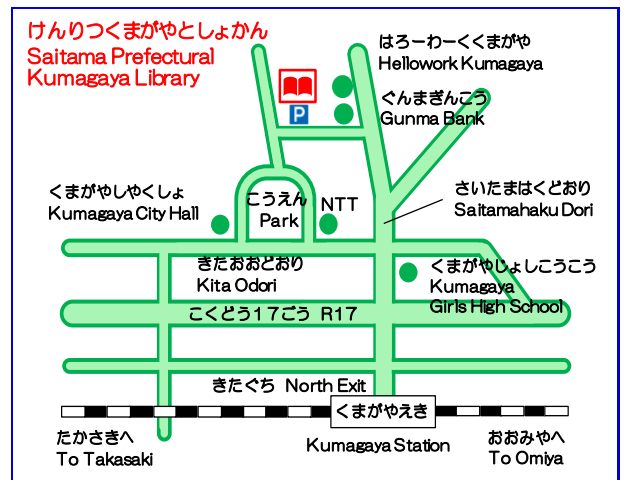 けんりつくまがやとしょかん
Saitama Prefectural
Kumagaya Library
はろーわーくくまがや
Hellowork Kumagaya
P
ぐんまぎんこう
Gunma Bank
くまがやしやくしょ
Kumagaya City Hall
こうえん
Park
NTT
さいたまはくどおり
Saitamahaku Dori
きたおおどおり
Kita Odori
くまがやじょしこうこう
Kumagaya
Girls High School
こくどう17ごう R17
きたぐち North Exit
くまがやえき
Kumagaya Station
たかさきへ
To Takasaki
おおみやへ
To Omiya